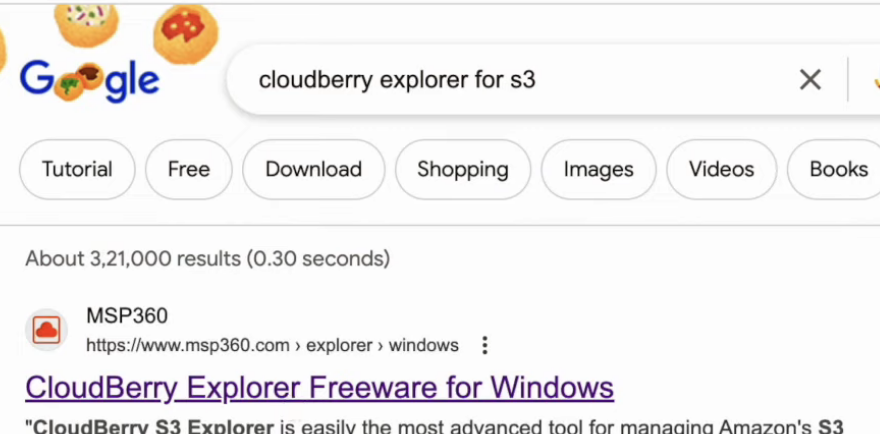 Google
cloudberry explorer for s3
Tutorial Free Download Shopping Images Videos Books
About 3,21,000 results (0.30 seconds)
MSP360
https://www.msp360.com › explorer › windows
CloudBerry Explorer Freeware for Windows
"CloudBerry S3 Explorer is easily the most advanced tool for managing Amazon's S3